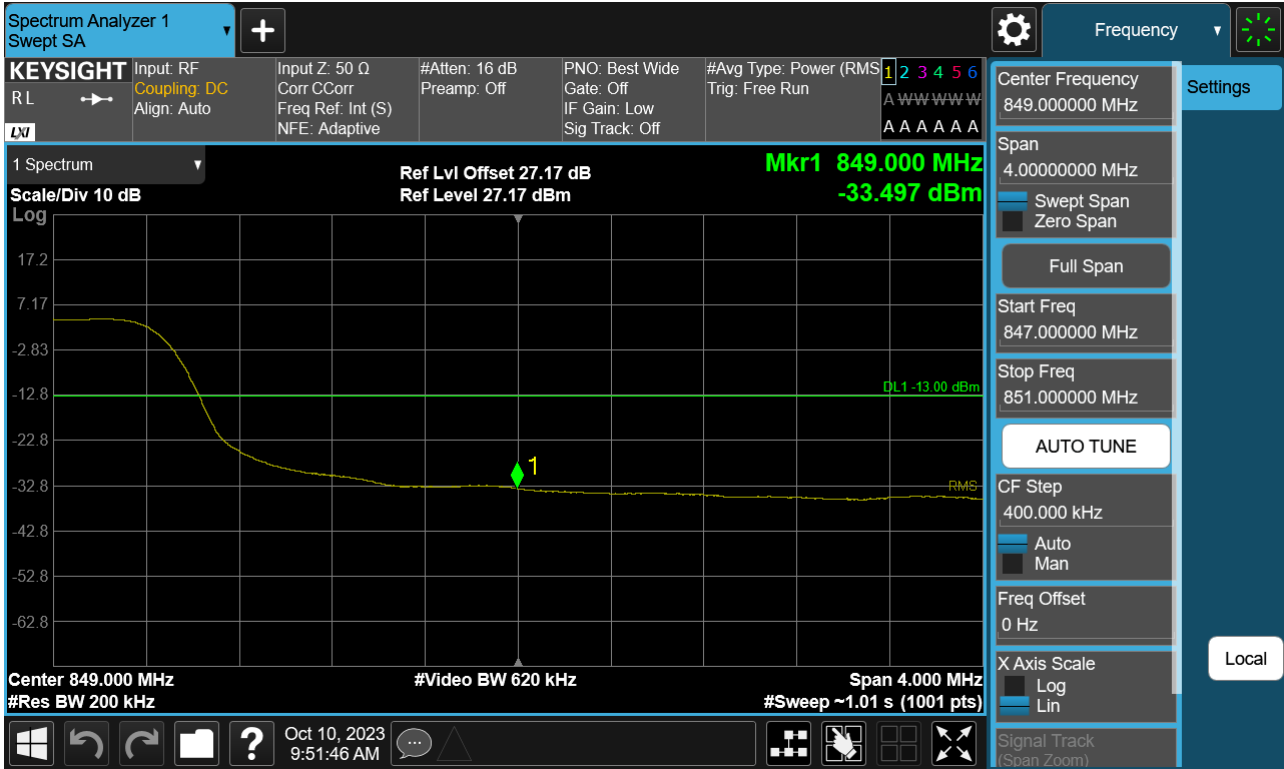 Spectrum Analyzer 1
Swept SA
+
Frequency
KEYSIGHT
R L
LXI
Input: RF
Coupling: DC
Align: Auto
Input Z: 50 Ω
Corr CCorr
Freq Ref: Int (S)
NFE: Adaptive
#Atten: 16 dB
Preamp: Off
PNO: Best Wide
Gate: Off
IF Gain: Low
Sig Track: Off
#Avg Type: Power (RMS
Trig: Free Run
1 2 3 4 5 6
A W W W W W
A A A A A A
1 Spectrum
Scale/Div 10 dB
Log
Ref Lvl Offset 27.17 dB
Ref Level 27.17 dBm
Mkr1 849.000 MHz
-33.497 dBm
17.2
7.17
-2.83
-12.8
-22.8
-32.8
-42.8
-52.8
-62.8
DL1 -13.00 dBm
1
RMS
Center 849.000 MHz
#Video BW 620 kHz
Span 4.000 MHz
#Res BW 200 kHz
#Sweep ~1.01 s (1001 pts)
Center Frequency
849.000000 MHz
Settings
Span
4.00000000 MHz
Swept Span
Zero Span
Full Span
Start Freq
847.000000 MHz
Stop Freq
851.000000 MHz
AUTO TUNE
CF Step
400.000 kHz
Auto
Man
Freq Offset
0 Hz
X Axis Scale
Log
Lin
Local
Signal Track
(Span Zoom)
?
Oct 10, 2023
9:51:46 AM